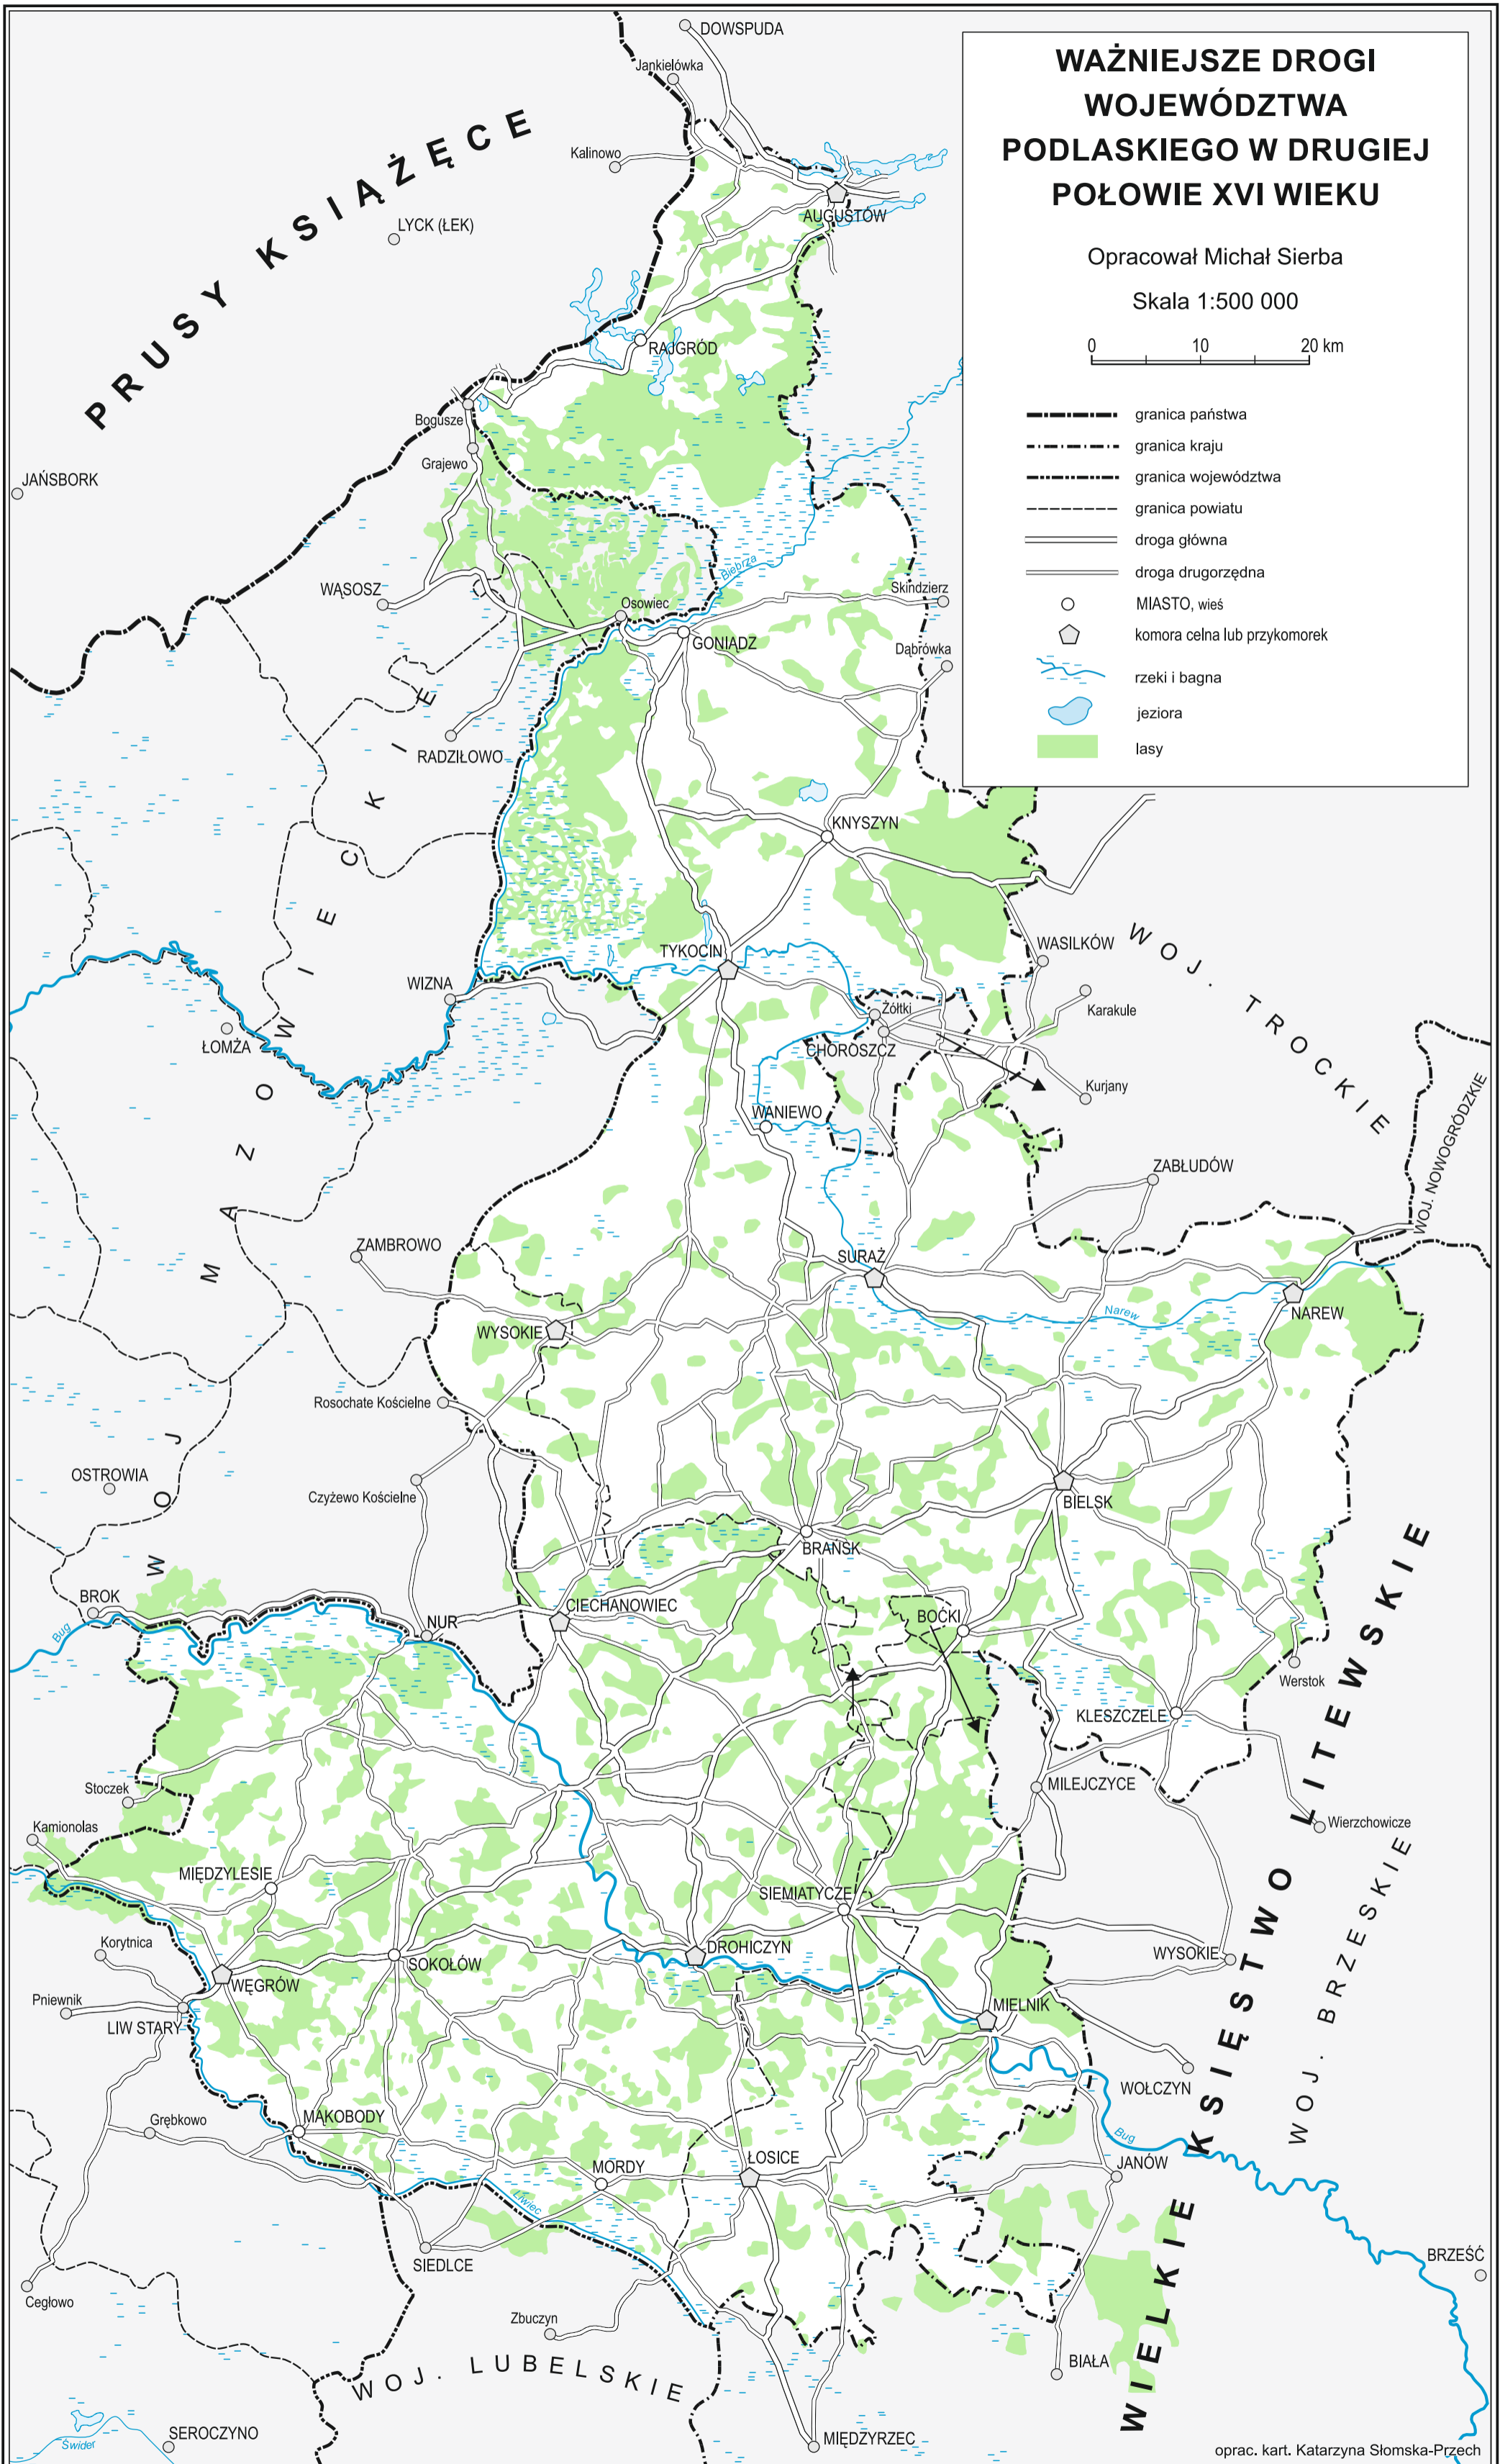 WAŻNIEJSZE DROGI
WOJEWÓDZTWA
PODLASKIEGO W DRUGIEJ
POŁOWIE XVI WIEKU
Opracował Michał Sierba
Skala 1:500 000
0 10 20 km
granica państwa
granica kraju
granica województwa
granica powiatu
droga główna
droga drugorzędna
MIASTO, wieś
komora celna lub przykomorek
rzeki i bagna
jeziora
lasy
DOWSPUDA
Jankielówka
Kalinowo
PRUSY KSIĄŻĘCE
LYCK (ŁEK)
AUGUSTÓW
RAJGRÓD
Bogusze
Grajewo
JAŃSBORK
WĄSOSZ
Biebrza
Skindzierz
Osowiec
GONIĄDZ
Dąbrówka
RADZIŁOWO
KNYSZYN
WOJ. MAZOWIECKIE
TYKOCIN
WASILKÓW
WOJ. TROCKIE
WIZNA
Żółtki
Karakule
ŁOMŻA
CHOROSZCZ
Kurjany
WANIEWO
WOJ. NOWOGRÓDZKIE
ZABŁUDÓW
ZAMBROWO
SURAŻ
Narew
NAREW
WYSOKIE
Rosochate Kościelne
OSTROWIA
Czyżewo Kościelne
BIELSK
BRAŃSK
BROK
Bug
NUR
CIECHANOWIEC
BOĆKI
Werstok
KLESZCZELE
Stoczek
MILEJCZYCE
Wierzchowicze
Kamionolas
MIĘDZYLESIE
SIEMIATYCZE
WIELKIE KSIĘSTWO LITEWSKIE
WOJ. BRZESKIE
Korytnica
DROHICZYN
WYSOKIE
SOKOŁÓW
WĘGRÓW
Pniewnik
LIW STARY
MIELNIK
WOŁCZYN
Grębkowo
MAKOBODY
Bug
JANÓW
ŁOSICE
MORDY
Liwiec
SIEDLCE
BRZEŚĆ
Cegłowo
Zbuczyn
BIAŁA
WOJ. LUBELSKIE
SEROCZYNO
Świder
MIĘDZYRZEC
oprac. kart. Katarzyna Słomska-Przech